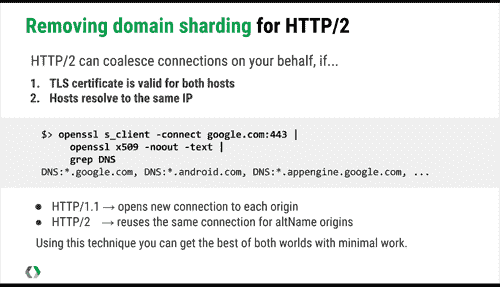 Removing domain sharding for HTTP/2
HTTP/2 can coalesce connections on your behalf, if...
1. TLS certificate is valid for both hosts
2. Hosts resolve to the same IP
$> openssl s_client -connect google.com:443 |
openssl x509 -noout -text |
grep DNS
DNS:*.google.com, DNS:*.android.com, DNS:*.appengine.google.com, ...
● HTTP/1.1 → opens new connection to each origin
● HTTP/2 → reuses the same connection for altName origins
Using this technique you can get the best of both worlds with minimal work.